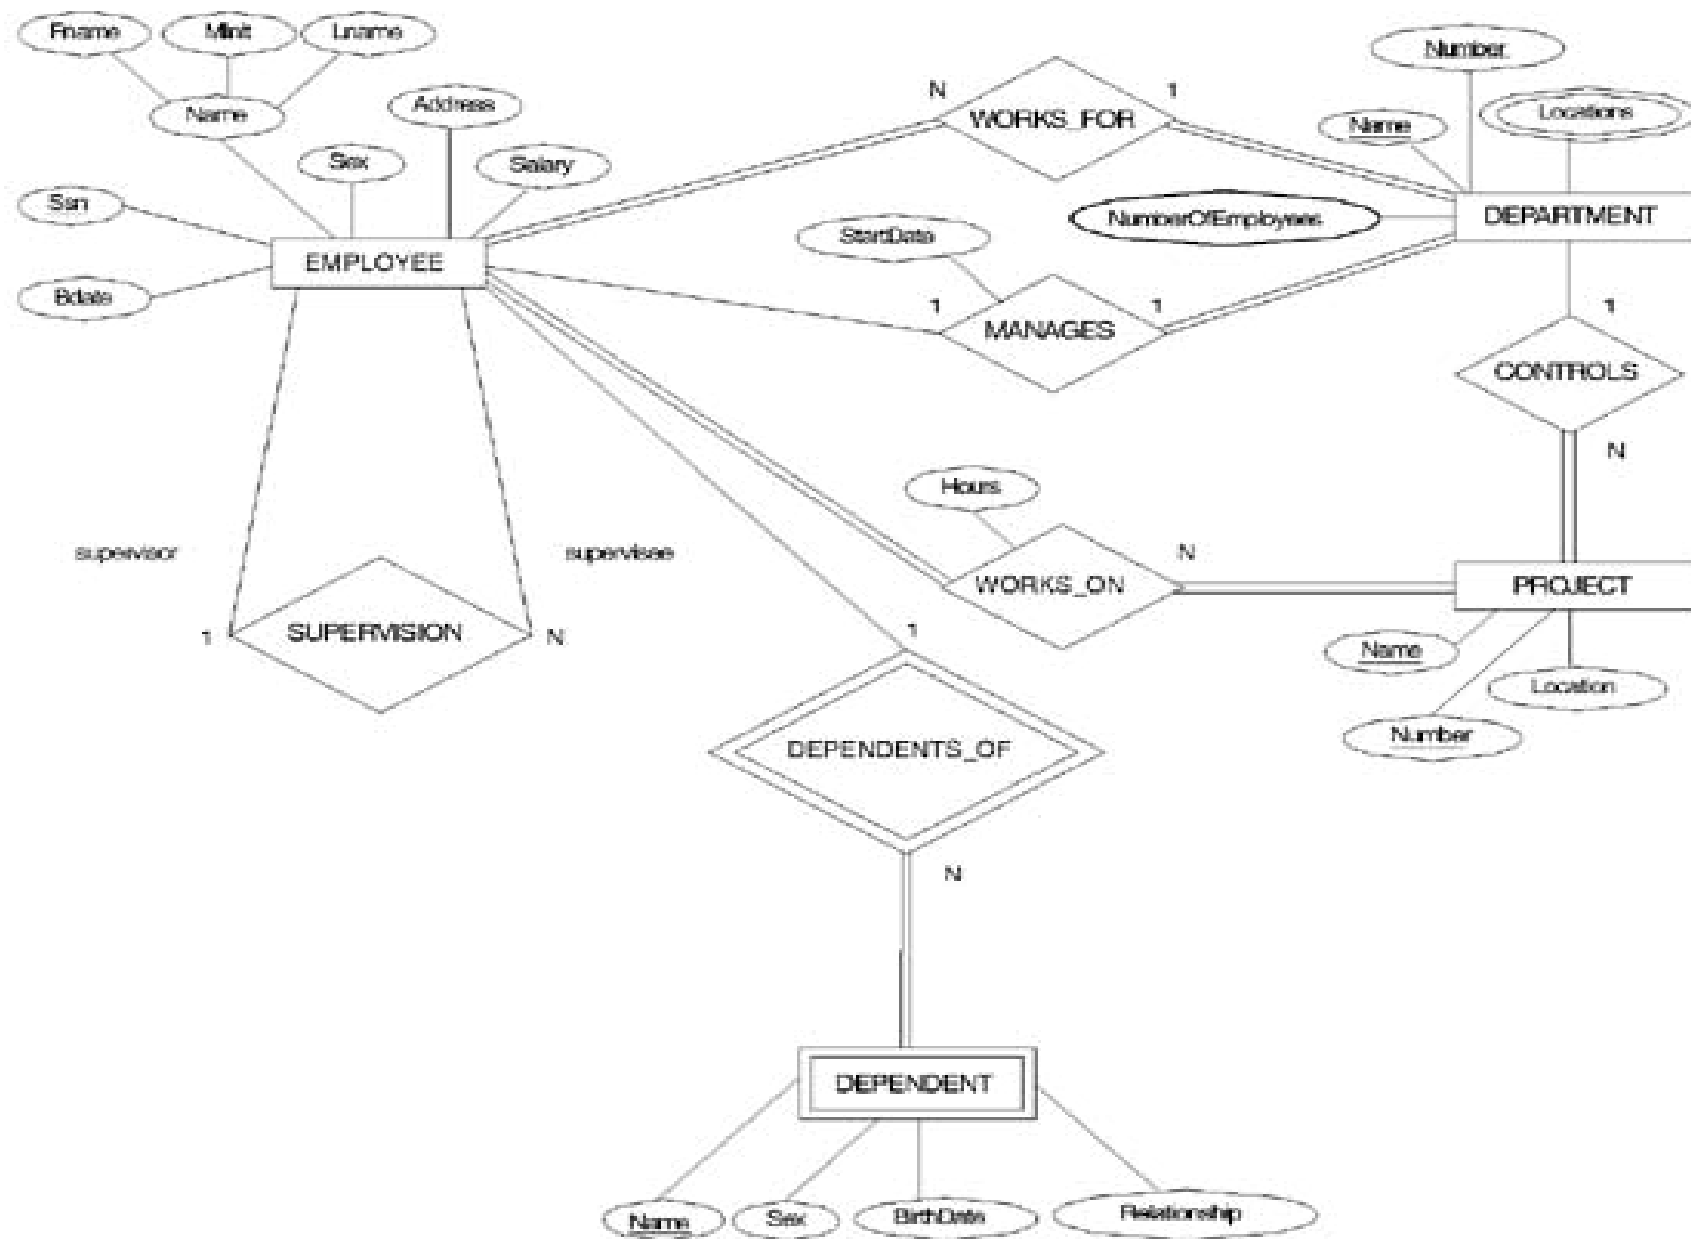 Fname
Minit
Lname
Number
Name
Address
N
1
WORKS_FOR
Locations
Name
Sex
Salary
Ssn
NumberOfEmployees
DEPARTMENT
StartDate
EMPLOYEE
Bdate
1
1
1
MANAGES
CONTROLS
N
Hours
supervisor
supervisee
N
WORKS_ON
PROJECT
1
SUPERVISION
N
1
Name
Location
Number
DEPENDENTS_OF
N
DEPENDENT
Name
Sex
BirthDate
Relationship